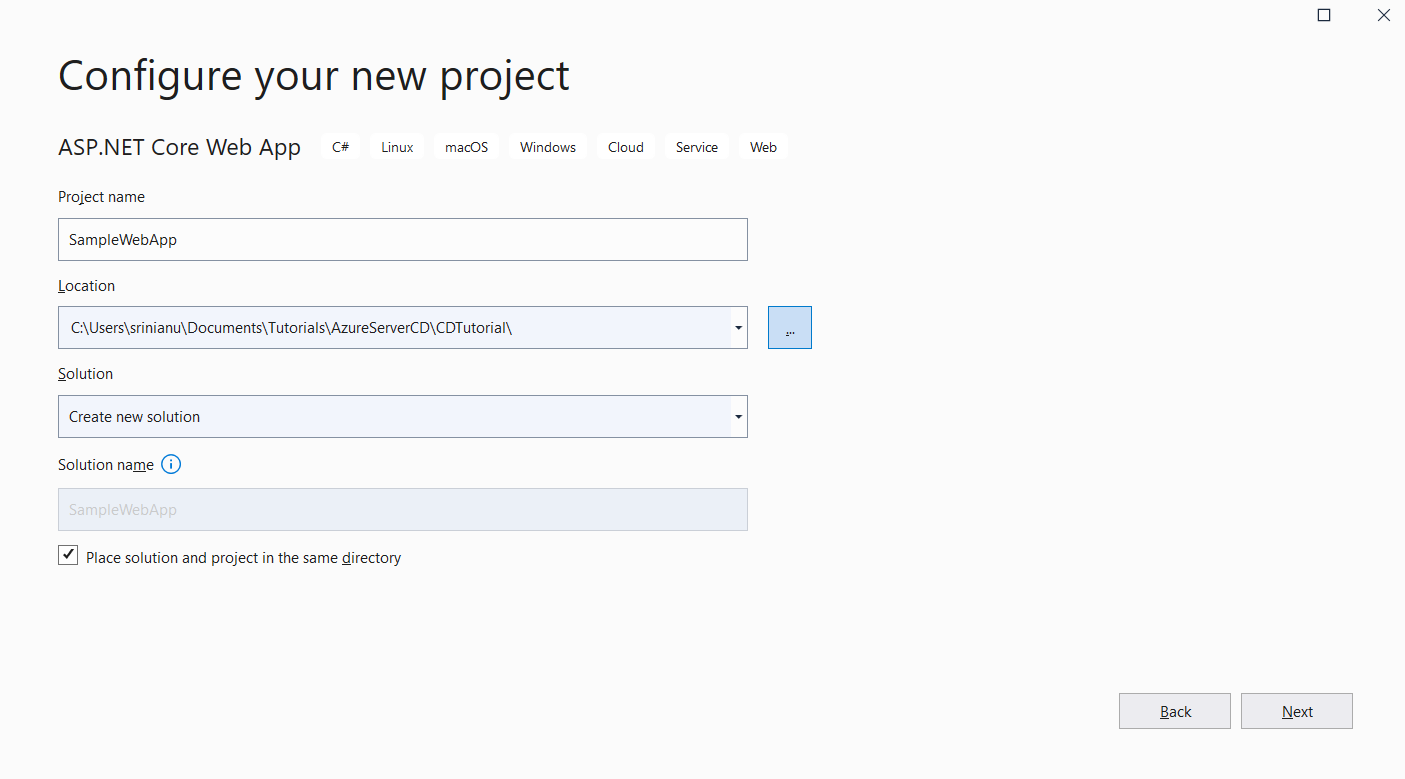 Configure your new project
ASP.NET Core Web App C# Linux macOS Windows Cloud Service Web
Project name
SampleWebApp
Location
C:\Users\srinianu\Documents\Tutorials\AzureServerCD\CDTutorial\
...
Solution
Create new solution
Solution name
SampleWebApp
Place solution and project in the same directory
Back Next